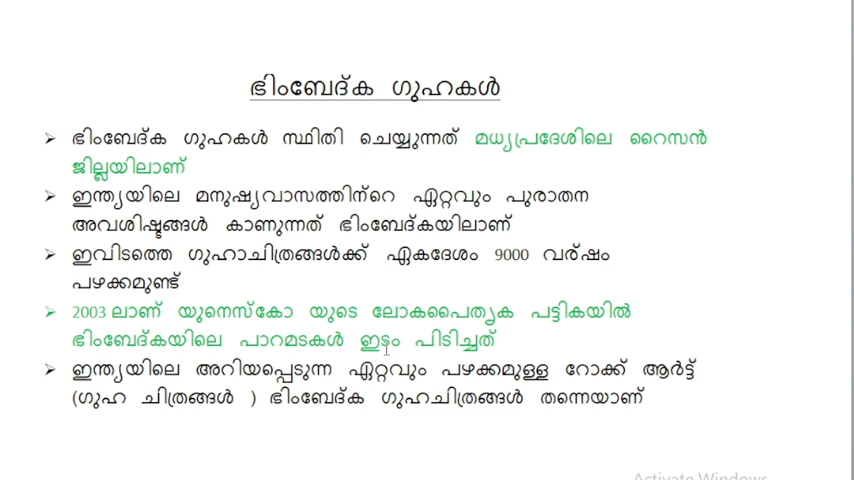 ഭിംബേദ്ക ഗുഹകൾ
➢ ഭിംബേദ്ക ഗുഹകൾ സ്ഥിതി ചെയ്യുന്നത് മധ്യപ്രദേശിലെ റൈസൻ
ജില്ലയിലാണ്
➢ ഇന്ത്യയിലെ മനുഷ്യവാസത്തിന്റെ ഏറ്റവും പുരാതന
അവശിഷ്ടങ്ങൾ കാണുന്നത് ഭിംബേദ്കയിലാണ്
➢ ഇവിടത്തെ ഗുഹാചിത്രങ്ങൾക്ക് ഏകദേശം 9000 വര്ഷം
പഴക്കമുണ്ട്
➢ 2003 ലാണ് യുനെസ്കോ യുടെ ലോകപൈതൃക പട്ടികയിൽ
ഭിംബേദ്കയിലെ പാറമടകൾ ഇടം പിടിച്ചത്
➢ ഇന്ത്യയിലെ അറിയപ്പെടുന്ന ഏറ്റവും പഴക്കമുള്ള റോക്ക് ആർട്ട്
(ഗുഹ ചിത്രങ്ങൾ ) ഭിംബേദ്ക ഗുഹചിത്രങ്ങൾ തന്നെയാണ്
Activate Windows